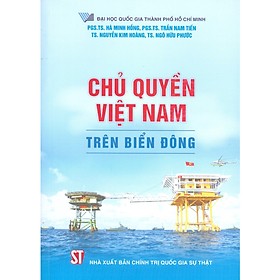 ĐẠI HỌC QUỐC GIA THÀNH PHỐ HỒ CHÍ MINH
PGS.TS. HÀ MINH HỒNG, PGS.TS. TRẦN NAM TIẾN
TS. NGUYỄN KIM HOÀNG, TS. NGÔ HỮU PHƯỚC
CHỦ QUYỀN
VIỆT NAM
TRÊN BIỂN ĐÔNG
ST
NHÀ XUẤT BẢN CHÍNH TRỊ QUỐC GIA SỰ THẬT